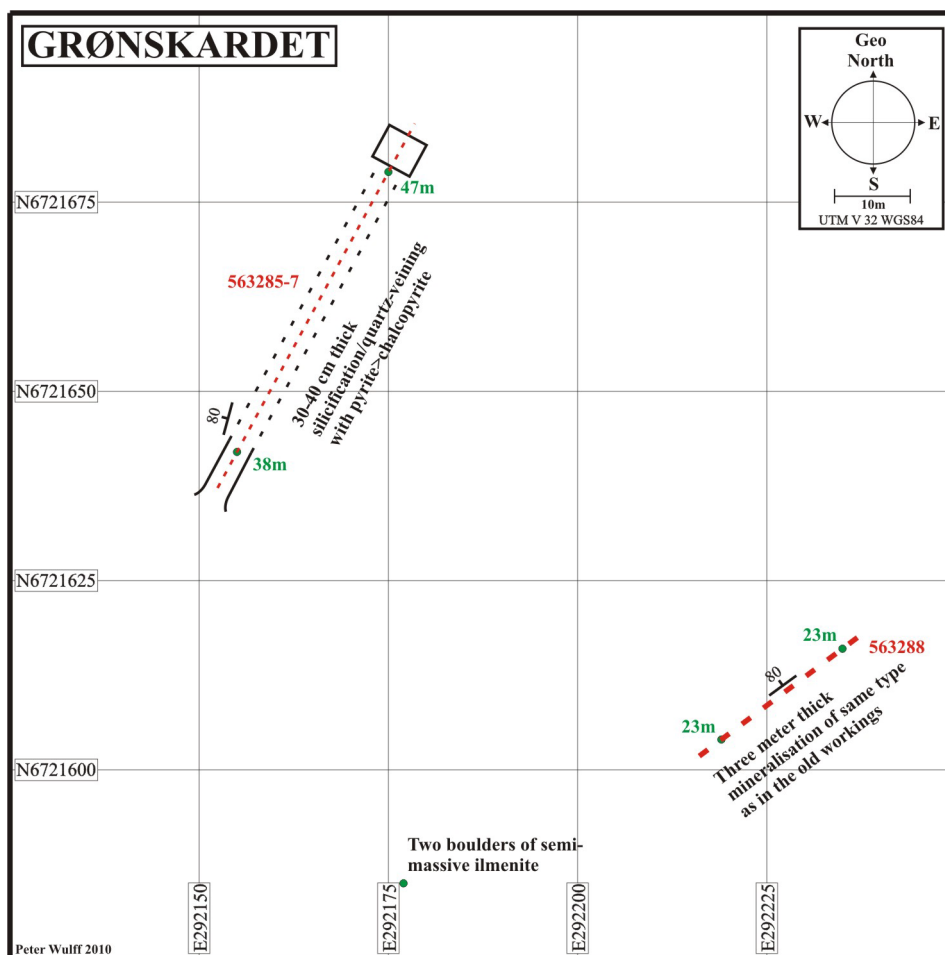 GRØNSKARDET
Geo
North
W
E
S
10m
UTM V 32 WGS84
N6721675
47m
563285-7
30-40 cm thick
silicification/quartz-veining
with pyrite>chalcopyrite
N6721650
80
38m
N6721625
23m
563288
80
23m
Three meter thick
mineralisation of same type
as in the old workings
N6721600
Two boulders of semi-
massive ilmenite
E292150
E292175
E292200
E292225
Peter Wulff 2010